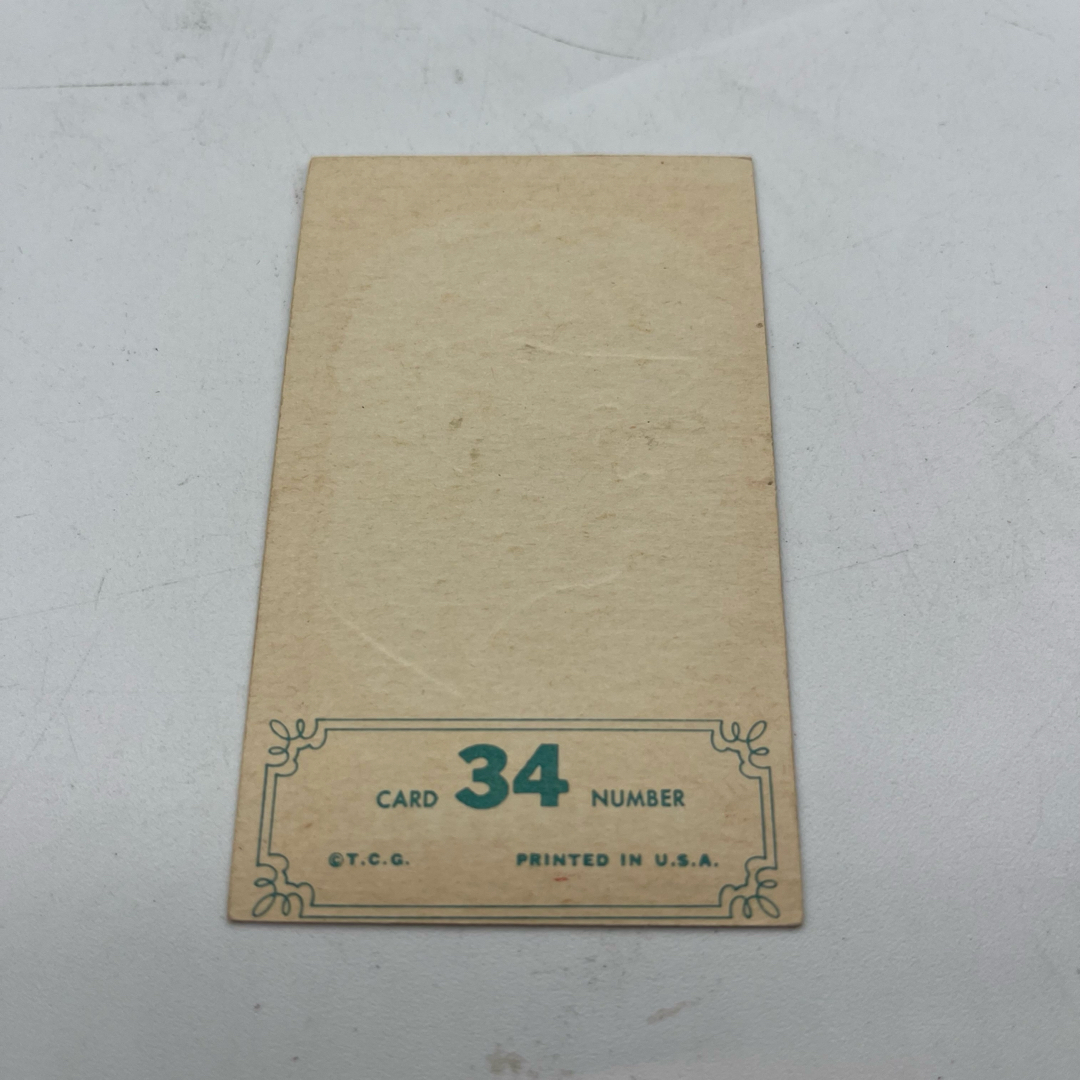 CARD 34 NUMBER
©T.C.G. PRINTED IN U.S.A.